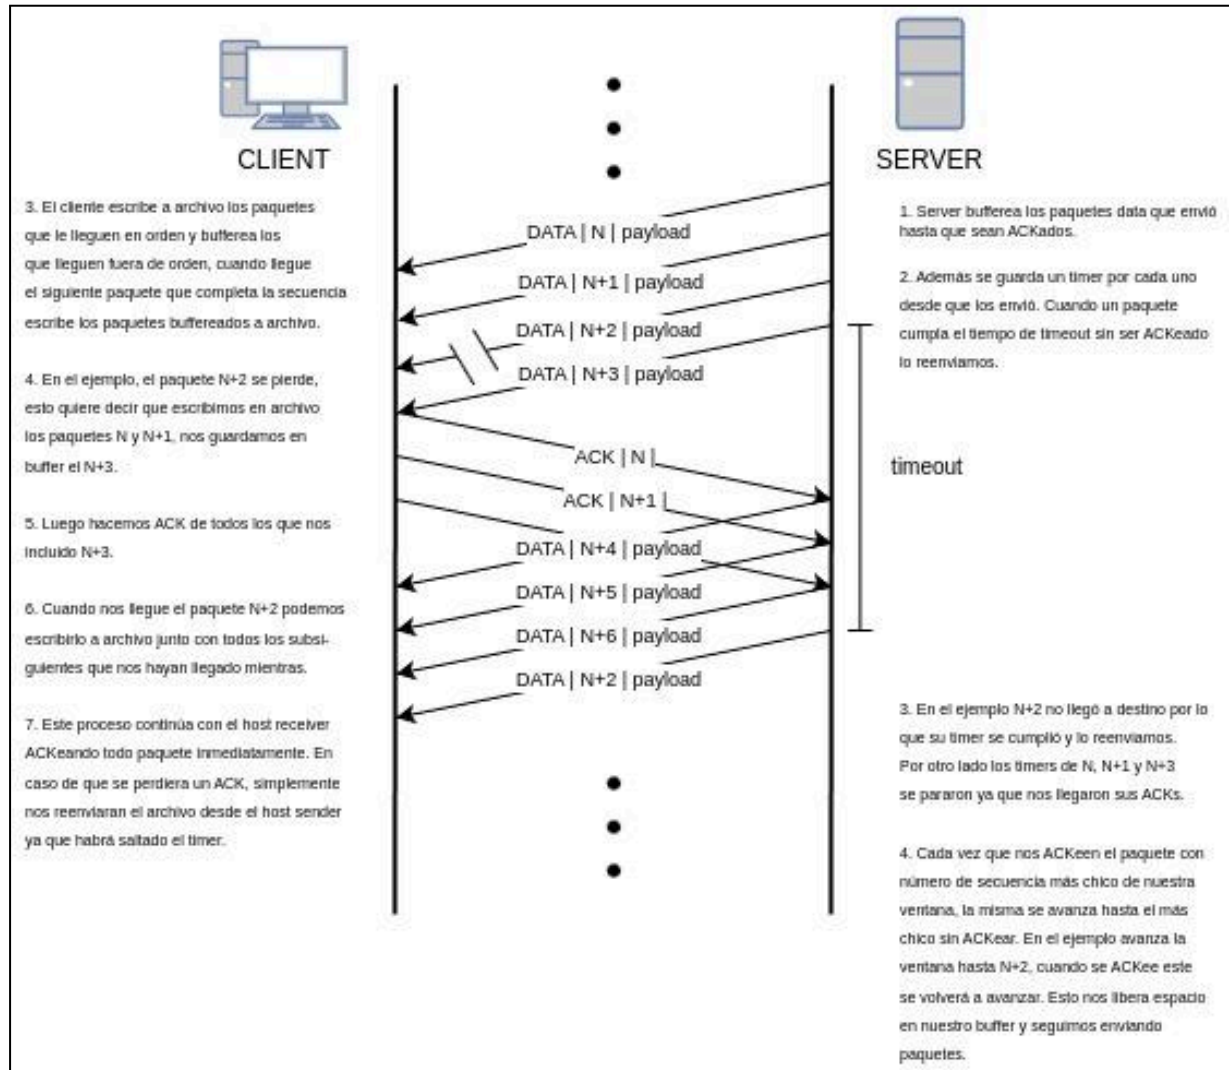 CLIENT
3. El cliente escribe a archivo los paquetes
que le lleguen en orden y bufferea los
que lleguen fuera de orden, cuando llegue
el siguiente paquete que completa la secuencia
escribe los paquetes buffereados a archivo.
4. En el ejemplo, el paquete N+2 se pierde,
esto quiere decir que escribimos en archivo
los paquetes N y N+1, nos guardamos en
buffer el N+3.
5. Luego hacemos ACK de todos los que nos
incluido N+3.
6. Cuando nos llegue el paquete N+2 podemos
escribirlo a archivo junto con todos los subsi-
guientes que nos hayan llegado mientras.
7. Este proceso continúa con el host receiver
ACKeando todo paquete inmediatamente. En
caso de que se perdiera un ACK, simplemente
nos reenviaran el archivo desde el host sender
ya que habrá saltado el timer.
DATA | N | payload
DATA | N+1 | payload
DATA | N+2 | payload
DATA | N+3 | payload
ACK | N |
ACK | N+1 |
DATA | N+4 | payload
DATA | N+5 | payload
DATA | N+6 | payload
DATA | N+2 | payload
SERVER
1. Server bufferea los paquetes data que envió
hasta que sean ACKados.
2. Además se guarda un timer por cada uno
desde que los envió. Cuando un paquete
cumpla el tiempo de timeout sin ser ACKeado
lo reenviamos.
timeout
3. En el ejemplo N+2 no llegó a destino por lo
que su timer se cumplió y lo reenviamos.
Por otro lado los timers de N, N+1 y N+3
se pararon ya que nos llegaron sus ACKs.
4. Cada vez que nos ACKeen el paquete con
número de secuencia más chico de nuestra
ventana, la misma se avanza hasta el más
chico sin ACKear. En el ejemplo avanza la
ventana hasta N+2, cuando se ACKee este
se volverá a avanzar. Esto nos libera espacio
en nuestro buffer y seguimos enviando
paquetes.